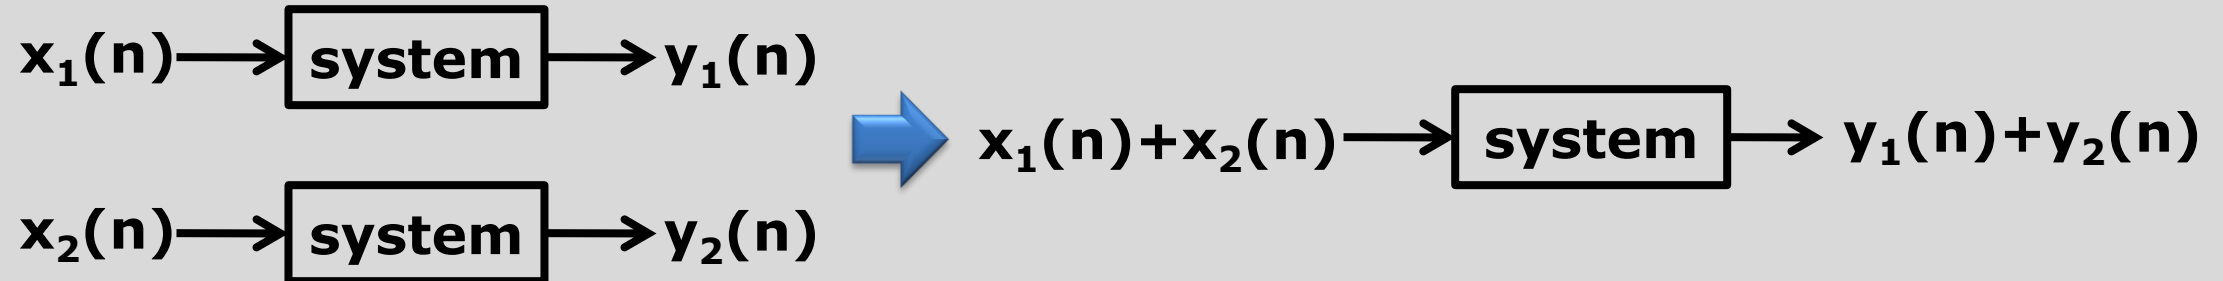 x₁(n) system y₁(n)
x₂(n) system y₂(n)
x₁(n)+x₂(n) system y₁(n)+y₂(n)